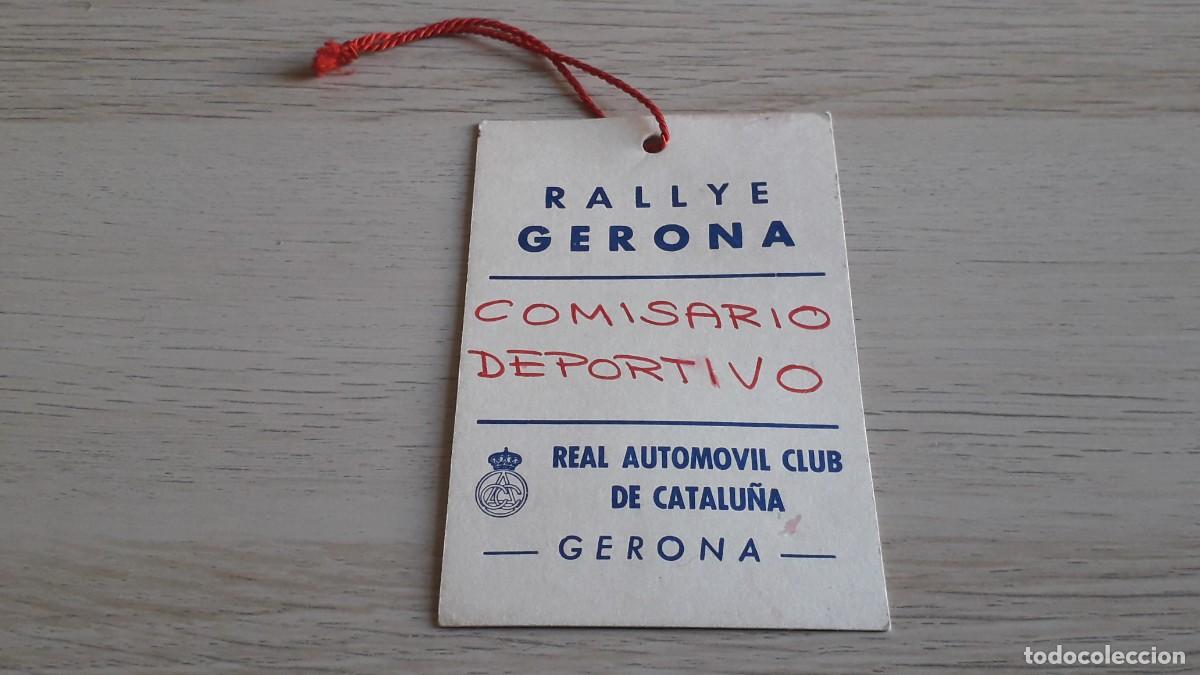 RALLYE
GERONA
COMISARIO
DEPORTIVO
REAL AUTOMOVIL CLUB
DE CATALUÑA
— GERONA —
todocoleccion